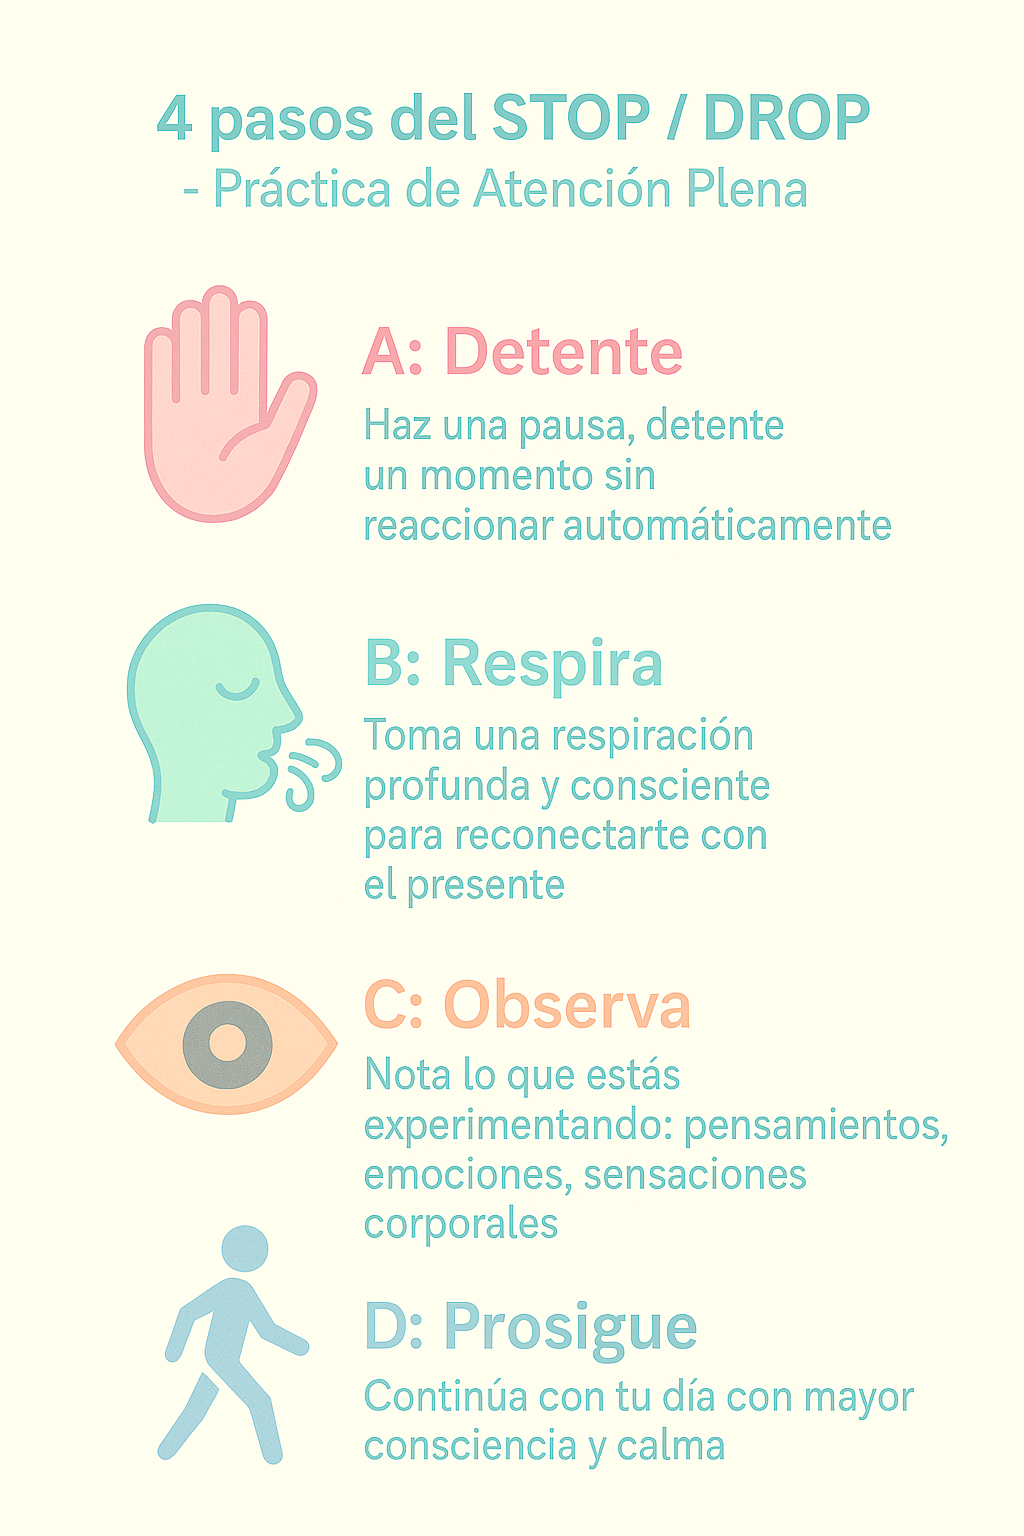 4 pasos del STOP / DROP
- Práctica de Atención Plena
A: Detente
Haz una pausa, detente
un momento sin
reaccionar automáticamente
B: Respira
Toma una respiración
profunda y consciente
para reconectarte con
el presente
C: Observa
Nota lo que estás
experimentando: pensamientos,
emociones, sensaciones
corporales
D: Prosigue
Continúa con tu día con mayor
consciencia y calma